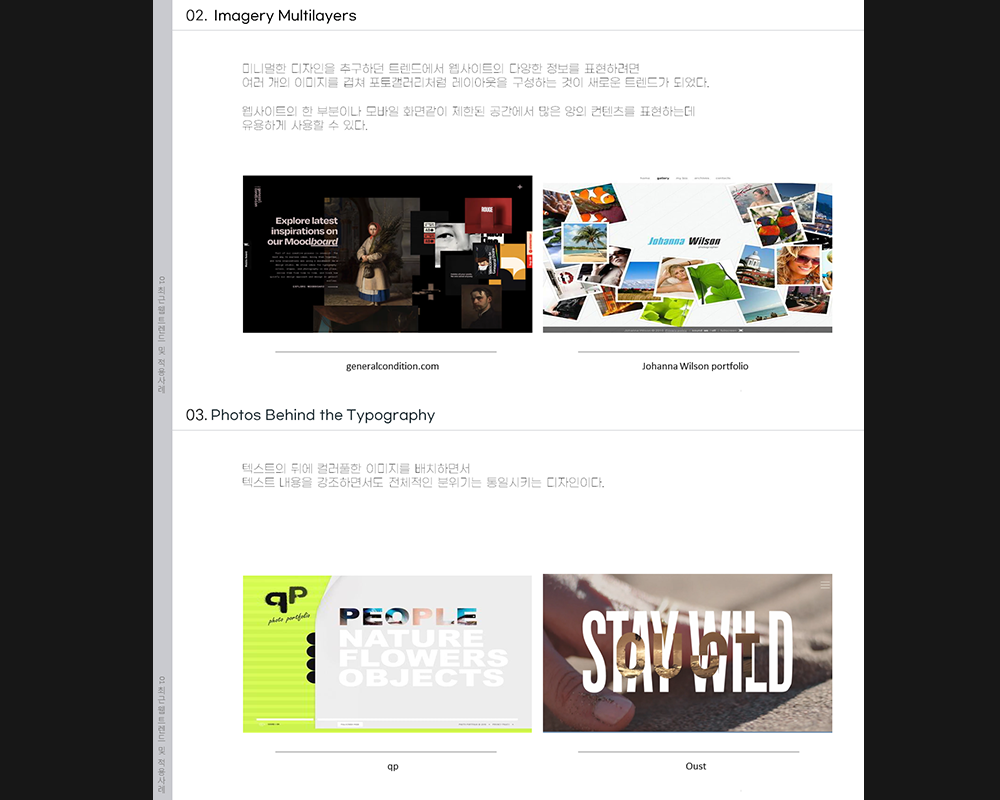 02. Imagery Multilayers
미니멀한 디자인을 추구하던 트렌드에서 웹사이트의 다양한 정보를 표현하려면
여러 개의 이미지를 겹쳐 포토갤러리처럼 레이아웃을 구성하는 것이 새로운 트렌드가 되었다.
웹사이트의 한 부분이나 모바일 화면같이 제한된 공간에서 많은 양의 컨텐츠를 표현하는데
유용하게 사용할 수 있다.
Explore latest
inspirations on
our Moodboard
ROUGE
Johanna Wilson
generalcondition.com
Johanna Wilson portfolio
01 최근 웹 트렌드 및 적용사례
03. Photos Behind the Typography
텍스트의 뒤에 컬러풀한 이미지를 배치하면서
텍스트 내용을 강조하면서도 전체적인 분위기는 통일시키는 디자인이다.
qp
photo portfolio
PEOPLE
NATURE
FLOWERS
OBJECTS
STAY WILD
OUST
qp
Oust
01 최근 웹 트렌드 및 적용사례